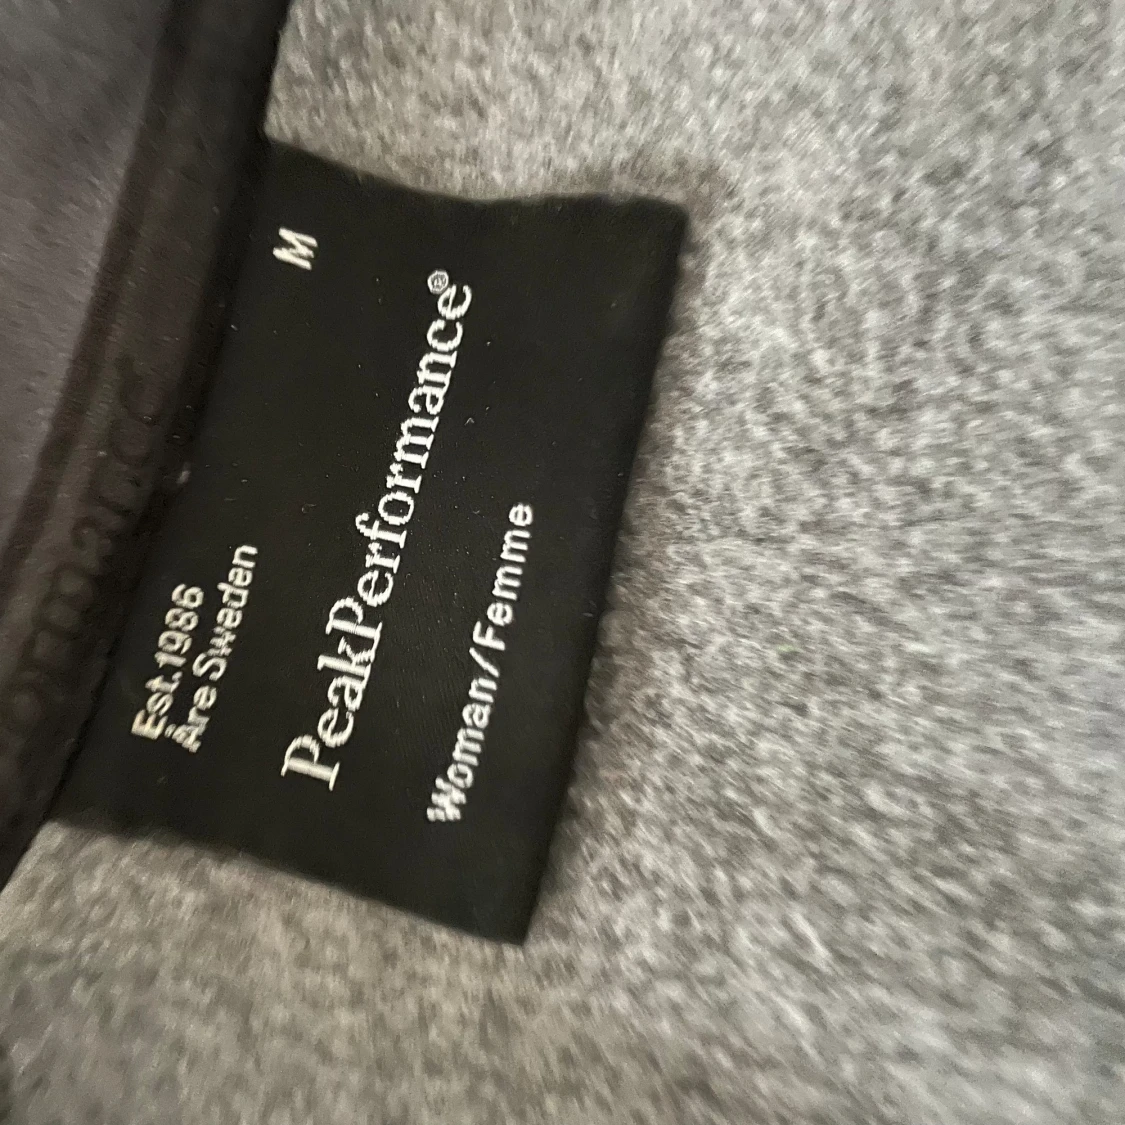 Est.1986
Åre Sweden
M
PeakPerformance®
Woman/Femme